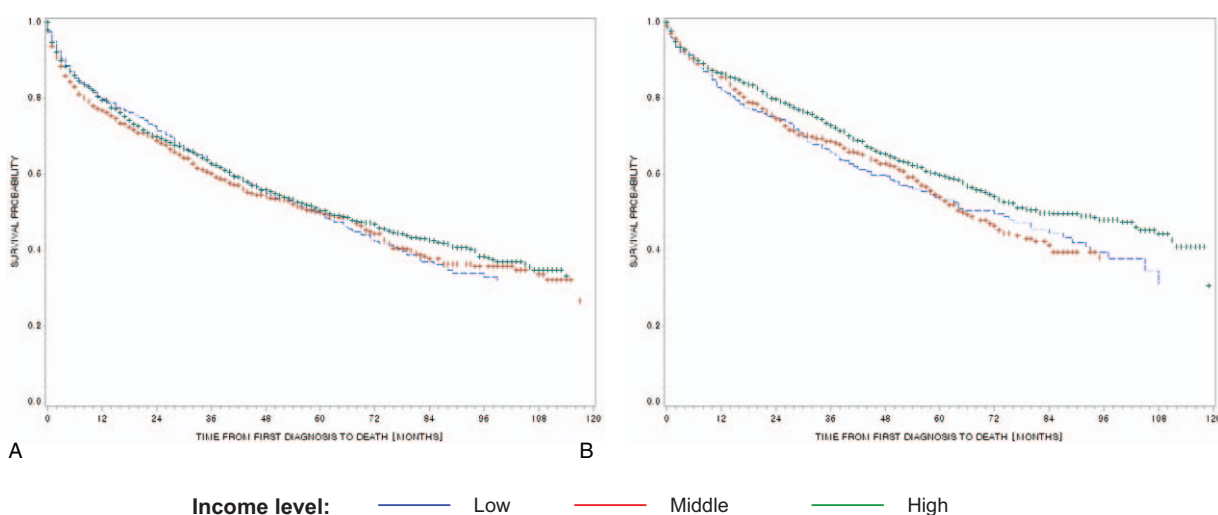 1.0
0.8
0.6
0.4
0.2
0.0
SURVIVAL PROBABILITY
0 12 24 36 48 60 72 84 96 108 120
TIME FROM FIRST DIAGNOSIS TO DEATH [MONTHS]
A
1.0
0.8
0.6
0.4
0.2
0.0
SURVIVAL PROBABILITY
0 12 24 36 48 60 72 84 96 108 120
TIME FROM FIRST DIAGNOSIS TO DEATH [MONTHS]
B
Income level: Low Middle High